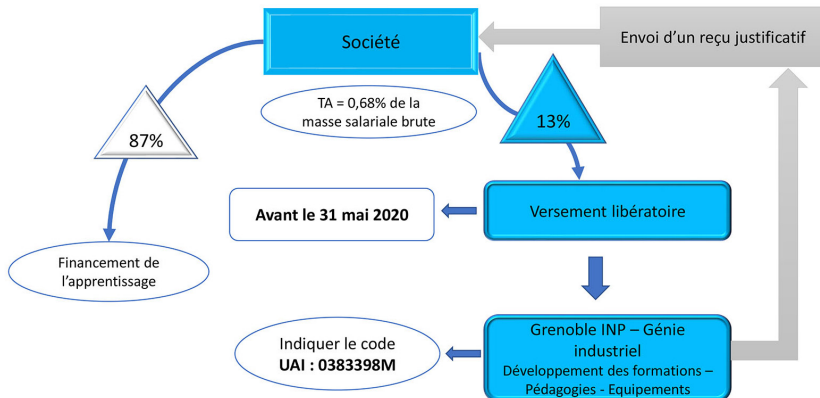 Société
Envoi d'un reçu justificatif
TA = 0,68% de la
masse salariale brute
87%
13%
Avant le 31 mai 2020
Versement libératoire
Financement de
l'apprentissage
Indiquer le code
UAI : 0383398M
Grenoble INP – Génie
industriel
Développement des formations –
Pédagogies - Equipements